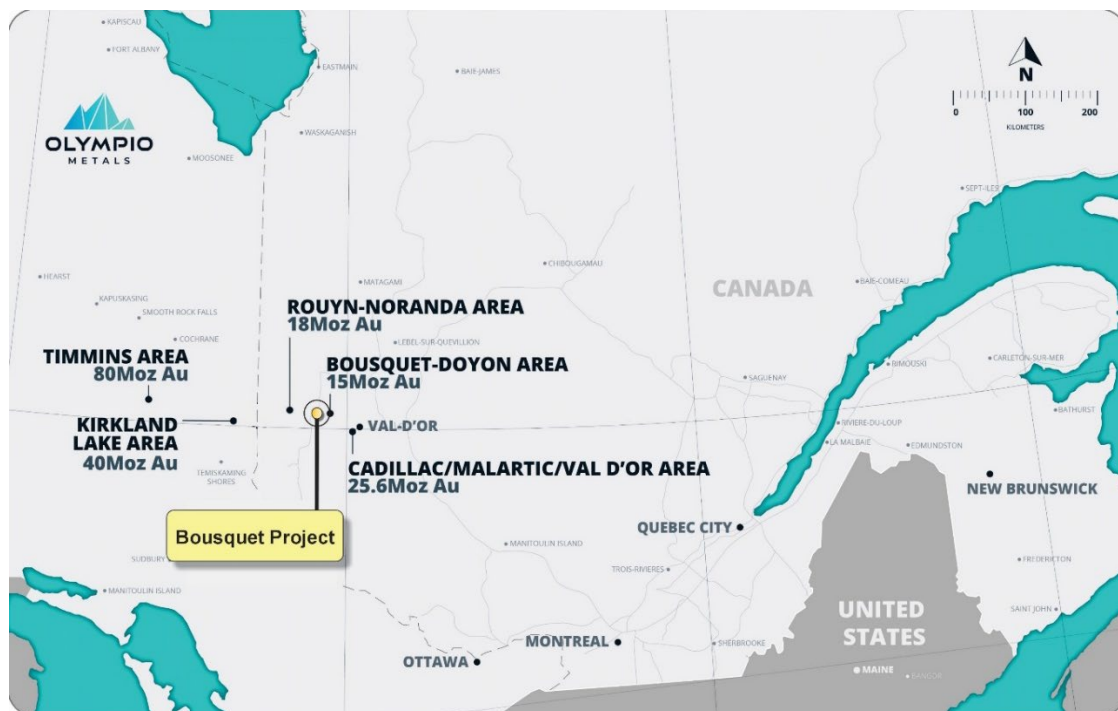 KAPISCAU
FORT ALBANY
EASTMAIN
BAIE-JAMES
N
0 100 200
KILOMETERS
OLYMPIO
METALS
WASKAGANISH
MOOSONEE
SEPT-ILES
HEARST
MATAGAMI
CHIBOUGAMAU
CANADA
BAIE-COMEAU
KAPUSKASING
SMOOTH ROCK FALLS
COCHRANE
ROUYN-NORANDA AREA
18Moz Au
LEBEL-SUR-QUEVILLION
TIMMINS AREA
80Moz Au
BOUSQUET-DOYON AREA
15Moz Au
SAGUENAY
RIMOUSKI
CARLETON-SUR-MER
BATHURST
KIRKLAND
LAKE AREA
40Moz Au
VAL-D'OR
RIVIERE-DU-LOUP
LA MALBAIE
EDMUNDSTON
TEMISKAMING
SHORES
CADILLAC/MALARTIC/VAL D'OR AREA
25.6Moz Au
NEW BRUNSWICK
Bousquet Project
QUEBEC CITY
MANITOULIN ISLAND
SUDBURY
TROIS-RIVIERES
FREDERICTON
MANITOULIN ISLAND
UNITED
STATES
SAINT JOHN
OTTAWA
MONTREAL
SHERBROOKE
MAINE
BANGOR